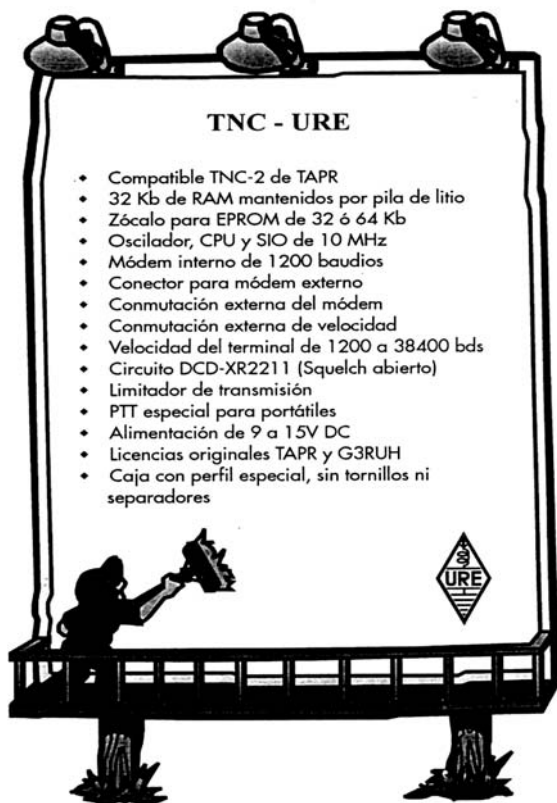 TNC - URE
Compatible TNC-2 de TAPR
32 Kb de RAM mantenidos por pila de litio
Zócalo para EPROM de 32 ó 64 Kb
Oscilador, CPU y SIO de 10 MHz
Módem interno de 1200 baudios
Conector para módem externo
Conmutación externa del módem
Conmutación externa de velocidad
Velocidad del terminal de 1200 a 38400 bds
Circuito DCD-XR2211 (Squelch abierto)
Limitador de transmisión
PTT especial para portátiles
Alimentación de 9 a 15V DC
Licencias originales TAPR y G3RUH
Caja con perfil especial, sin tornillos ni
separadores
URE